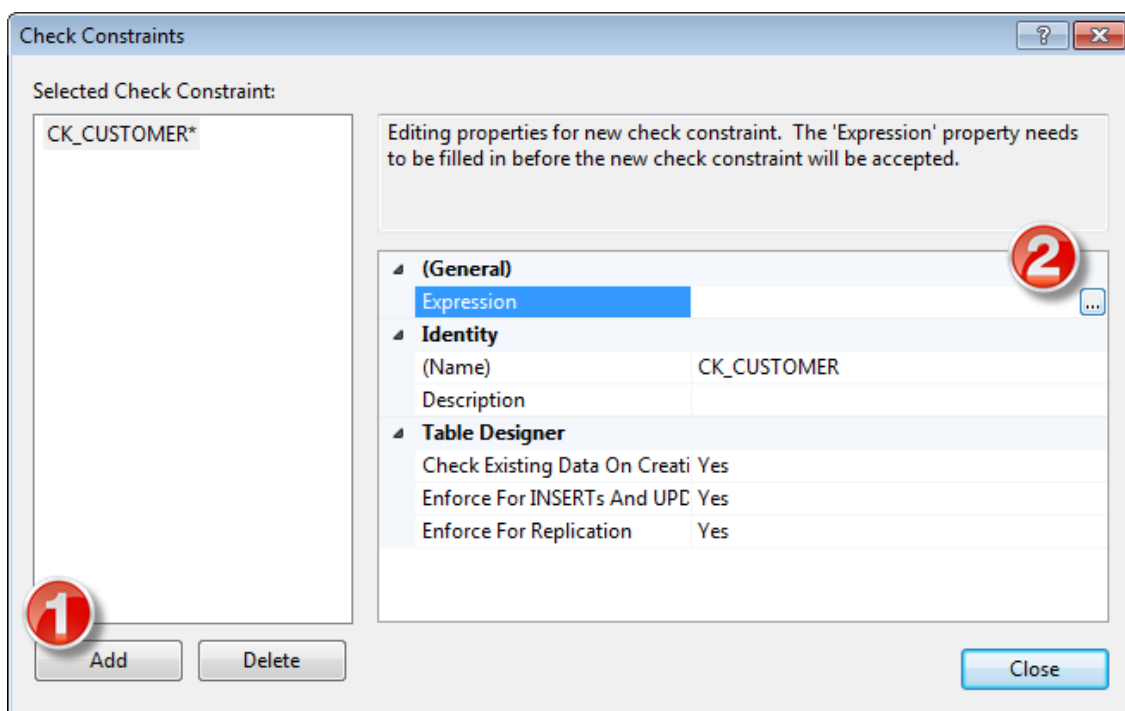 Check Constraints
Selected Check Constraint:
CK_CUSTOMER*
Editing properties for new check constraint.  The 'Expression' property needs
to be filled in before the new check constraint will be accepted.
2
(General)
Expression
...
Identity
(Name) CK_CUSTOMER
Description
Table Designer
Check Existing Data On Creati Yes
Enforce For INSERTs And UPD Yes
Enforce For Replication Yes
1
Add Delete
Close